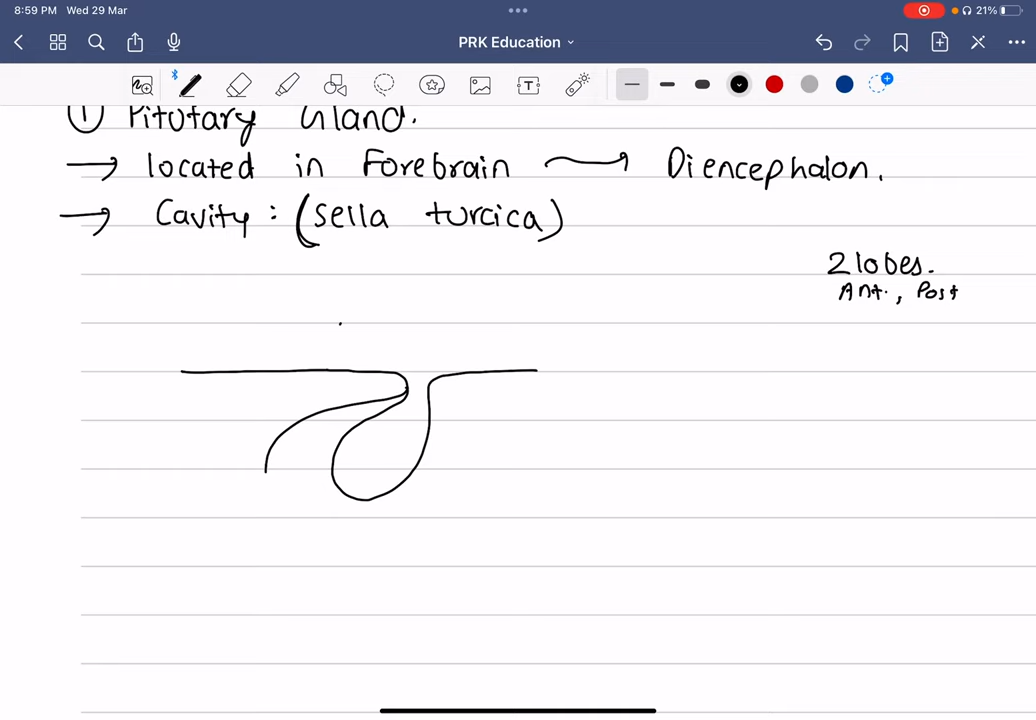 8:59 PM Wed 29 Mar
21%
PRK Education
T
① Pitutary Gland.
→ located in Forebrain → Diencephalon.
→ Cavity : (sella turcica)
2 lobes.
Ant. , Post